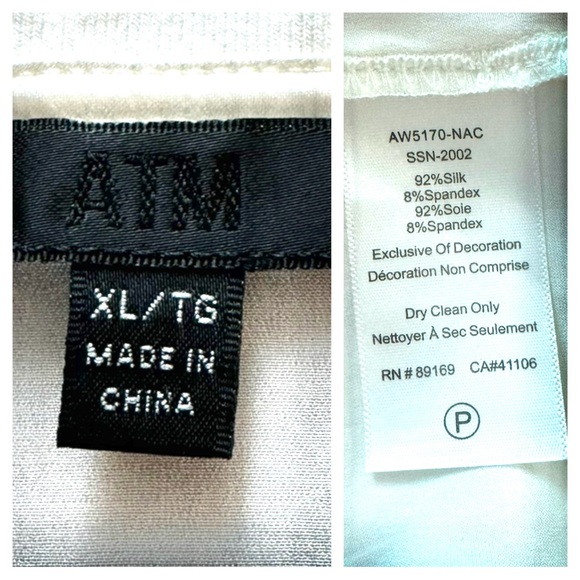 ATM
XL/TG
MADE IN
CHINA
AW5170-NAC
SSN-2002
92%Silk
8%Spandex
92%Soie
8%Spandex
Exclusive Of Decoration
Décoration Non Comprise
Dry Clean Only
Nettoyer À Sec Seulement
RN # 89169 CA#41106
P